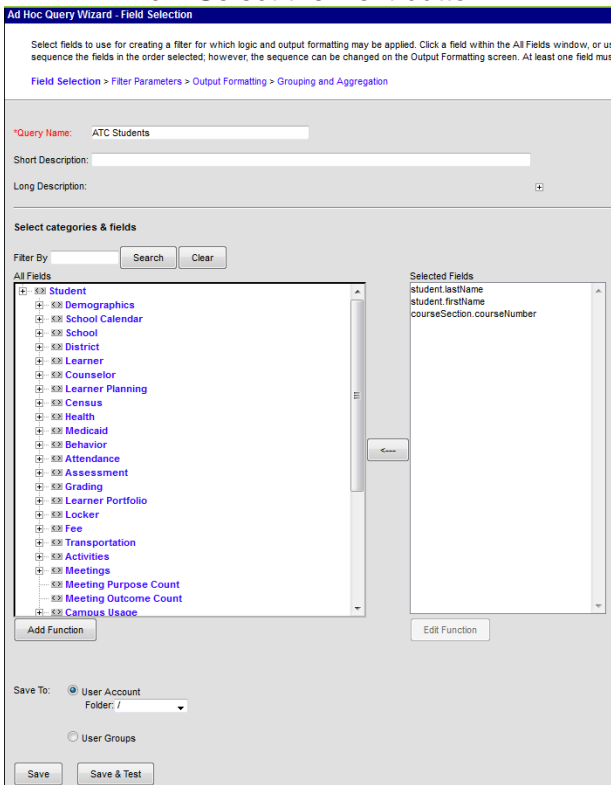 Ad Hoc Query Wizard - Field Selection
Select fields to use for creating a filter for which logic and output formatting may be applied. Click a field within the All Fields window, or
sequence the fields in the order selected; however, the sequence can be changed on the Output Formatting screen. At least one field
Field Selection > Filter Parameters > Output Formatting > Grouping and Aggregation
*Query Name: ATC Students
Short Description:
Long Description:
Select categories & fields
Filter By Search Clear
All Fields
Student
Demographics
School Calendar
School
District
Learner
Counselor
Learner Planning
Census
Health
Medicaid
Behavior
Attendance
Assessment
Grading
Learner Portfolio
Locker
Fee
Transportation
Activities
Meetings
Meeting Purpose Count
Meeting Outcome Count
Campus Usage
Add Function
<---
Selected Fields
student.lastName
student.firstName
courseSection.courseNumber
Edit Function
Save To: User Account
Folder: /
User Groups
Save Save & Test